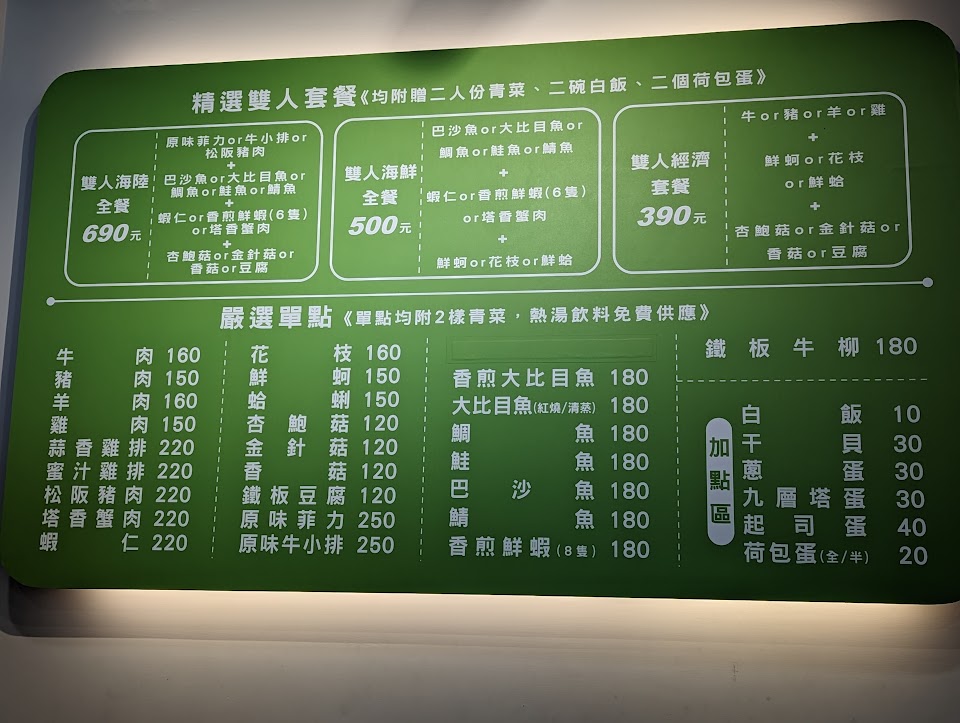 精選雙人套餐《均附贈二人份青菜、二碗白飯、二個荷包蛋》
雙人海陸
全餐
690元
原味菲力or牛小排or
松阪豬肉
+
巴沙魚or大比目魚or
鯛魚or鮭魚or鯖魚
+
蝦仁or香煎鮮蝦(6隻)
or塔香蟹肉
+
杏鮑菇or金針菇or
香菇or豆腐
雙人海鮮
全餐
500元
巴沙魚or大比目魚or
鯛魚or鮭魚or鯖魚
+
蝦仁or香煎鮮蝦(6隻)
or塔香蟹肉
+
鮮蚵or花枝or鮮蛤
雙人經濟
套餐
390元
牛or豬or羊or雞
+
鮮蚵or花枝
or鮮蛤
+
杏鮑菇or金針菇or
香菇or豆腐
嚴選單點《單點均附2樣青菜，熱湯飲料免費供應》
牛肉 160
豬肉 150
羊肉 160
雞肉 150
蒜香雞排 220
蜜汁雞排 220
松阪豬肉 220
塔香蟹肉 220
蝦仁 220
花枝 160
鮮蚵 150
蛤蜊 150
杏鮑菇 120
金針菇 120
香菇 120
鐵板豆腐 120
原味菲力 250
原味牛小排 250
香煎大比目魚 180
大比目魚(紅燒/清蒸) 180
鯛魚 180
鮭魚 180
巴沙魚 180
鯖魚 180
香煎鮮蝦(8隻) 180
鐵板牛柳 180
加點區
白飯 10
干貝 30
蔥蛋 30
九層塔蛋 30
起司蛋 40
荷包蛋(全/半) 20